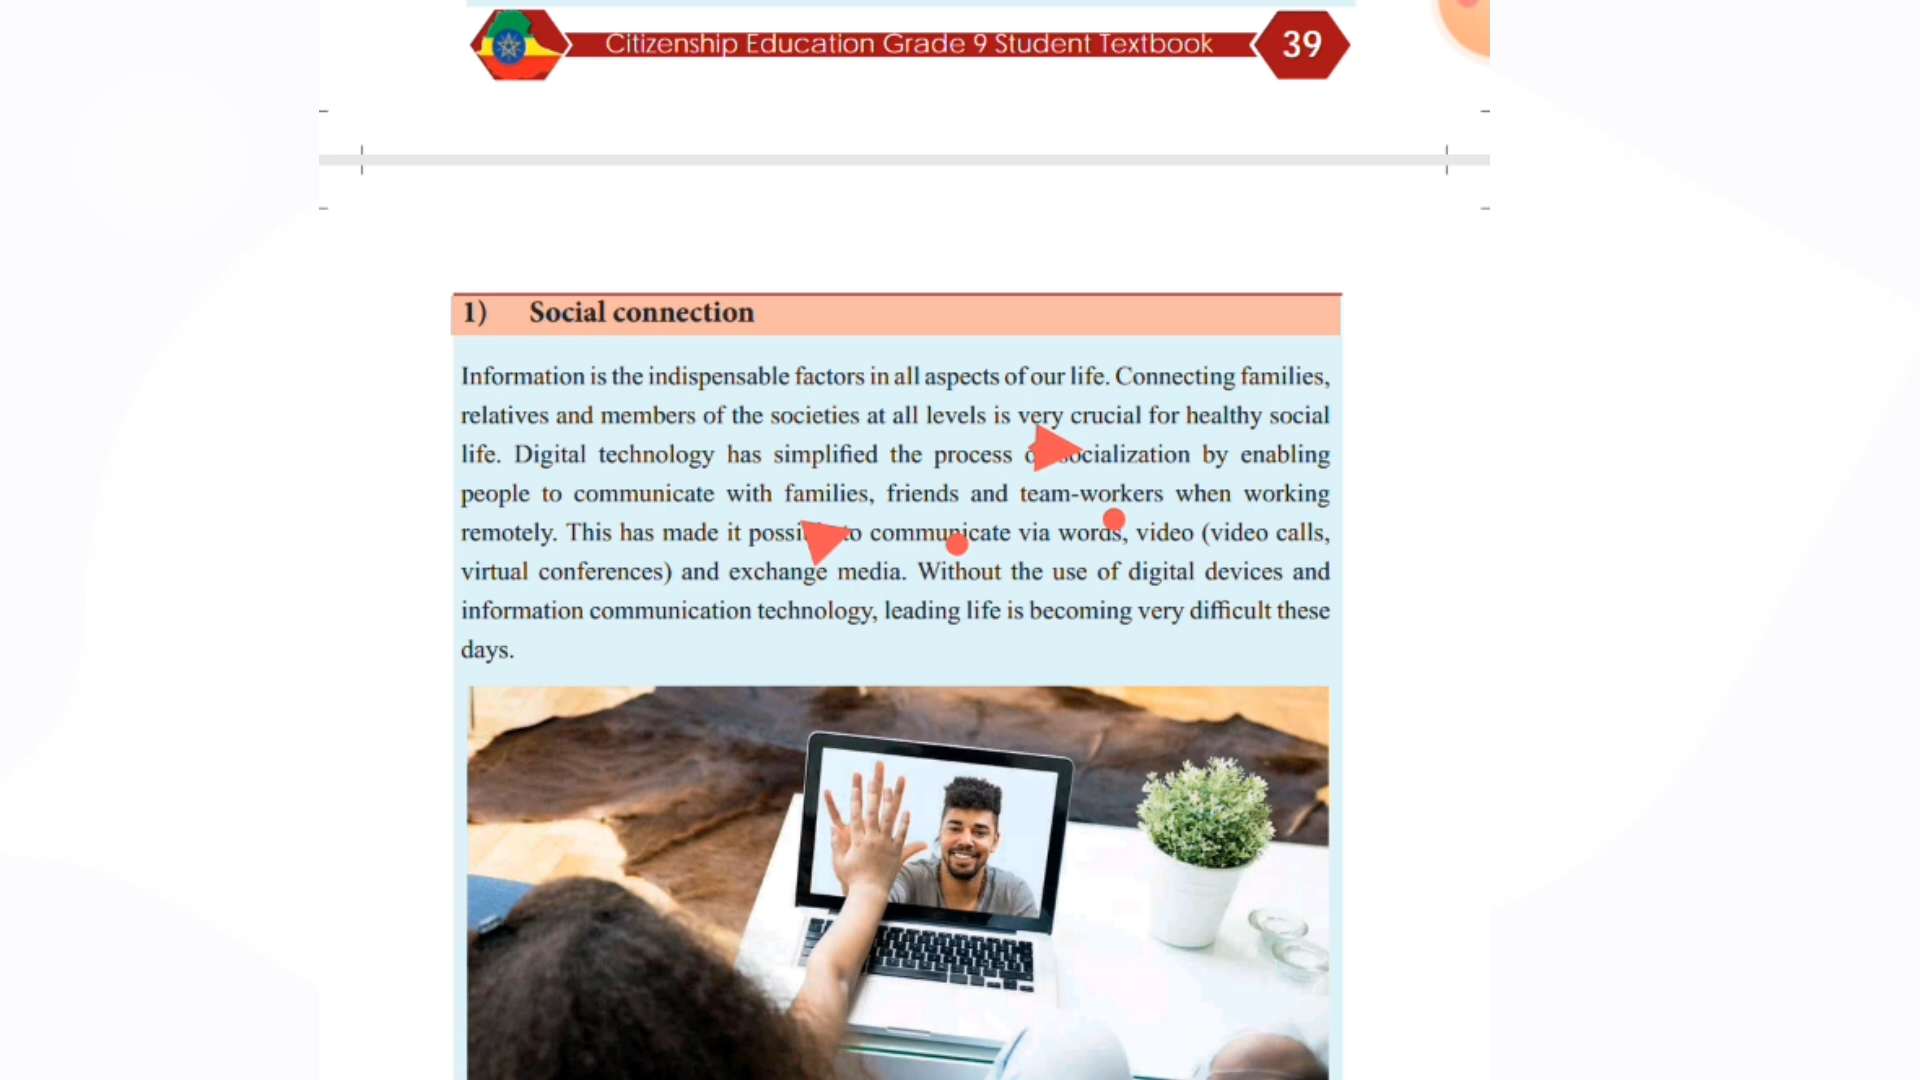 Citizenship Education Grade 9 Student Textbook 39
1) Social connection
Information is the indispensable factors in all aspects of our life. Connecting families,
relatives and members of the societies at all levels is very crucial for healthy social
life. Digital technology has simplified the process by enabling
people to communicate with families, friends and team-workers when working
remotely. This has made it communicate via words, video (video calls,
virtual conferences) and exchange media. Without the use of digital devices and
information communication technology, leading life is becoming very difficult these
days.